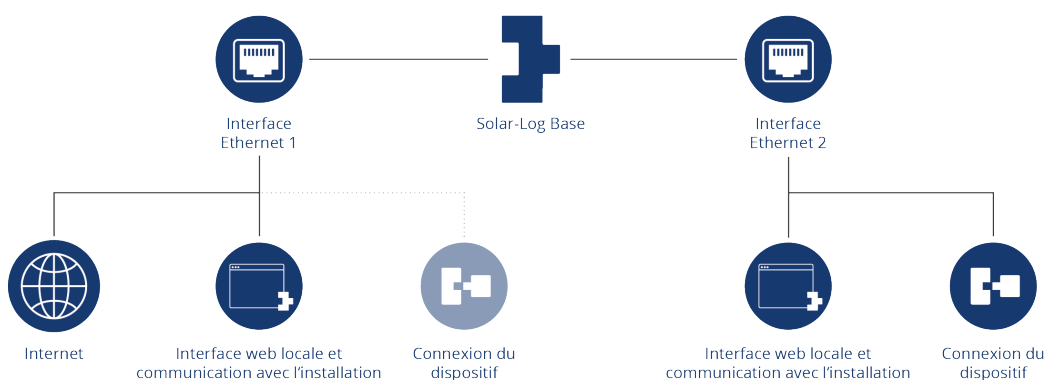 Interface
Ethernet 1
Solar-Log Base
Interface
Ethernet 2
Internet
Interface web locale et
communication avec l’installation
Connexion du
dispositif
Interface web locale et
communication avec l’installation
Connexion du
dispositif